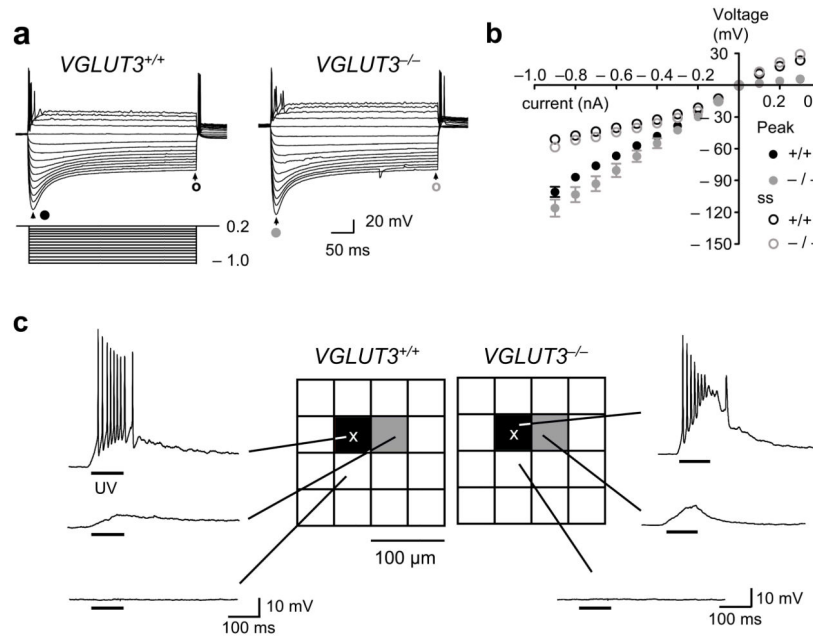 a
VGLUT3+/+
VGLUT3–/–
0.2
– 1.0
20 mV
50 ms
b
Voltage
(mV)
30
–1.0 –0.8 –0.6 –0.4 –0.2
current (nA)
0.2 0
– 30
– 60
– 90
– 120
– 150
Peak
+/+
– / –
ss
+/+
– / –
c
VGLUT3+/+
VGLUT3–/–
x
x
UV
100 µm
10 mV
100 ms
10 mV
100 ms